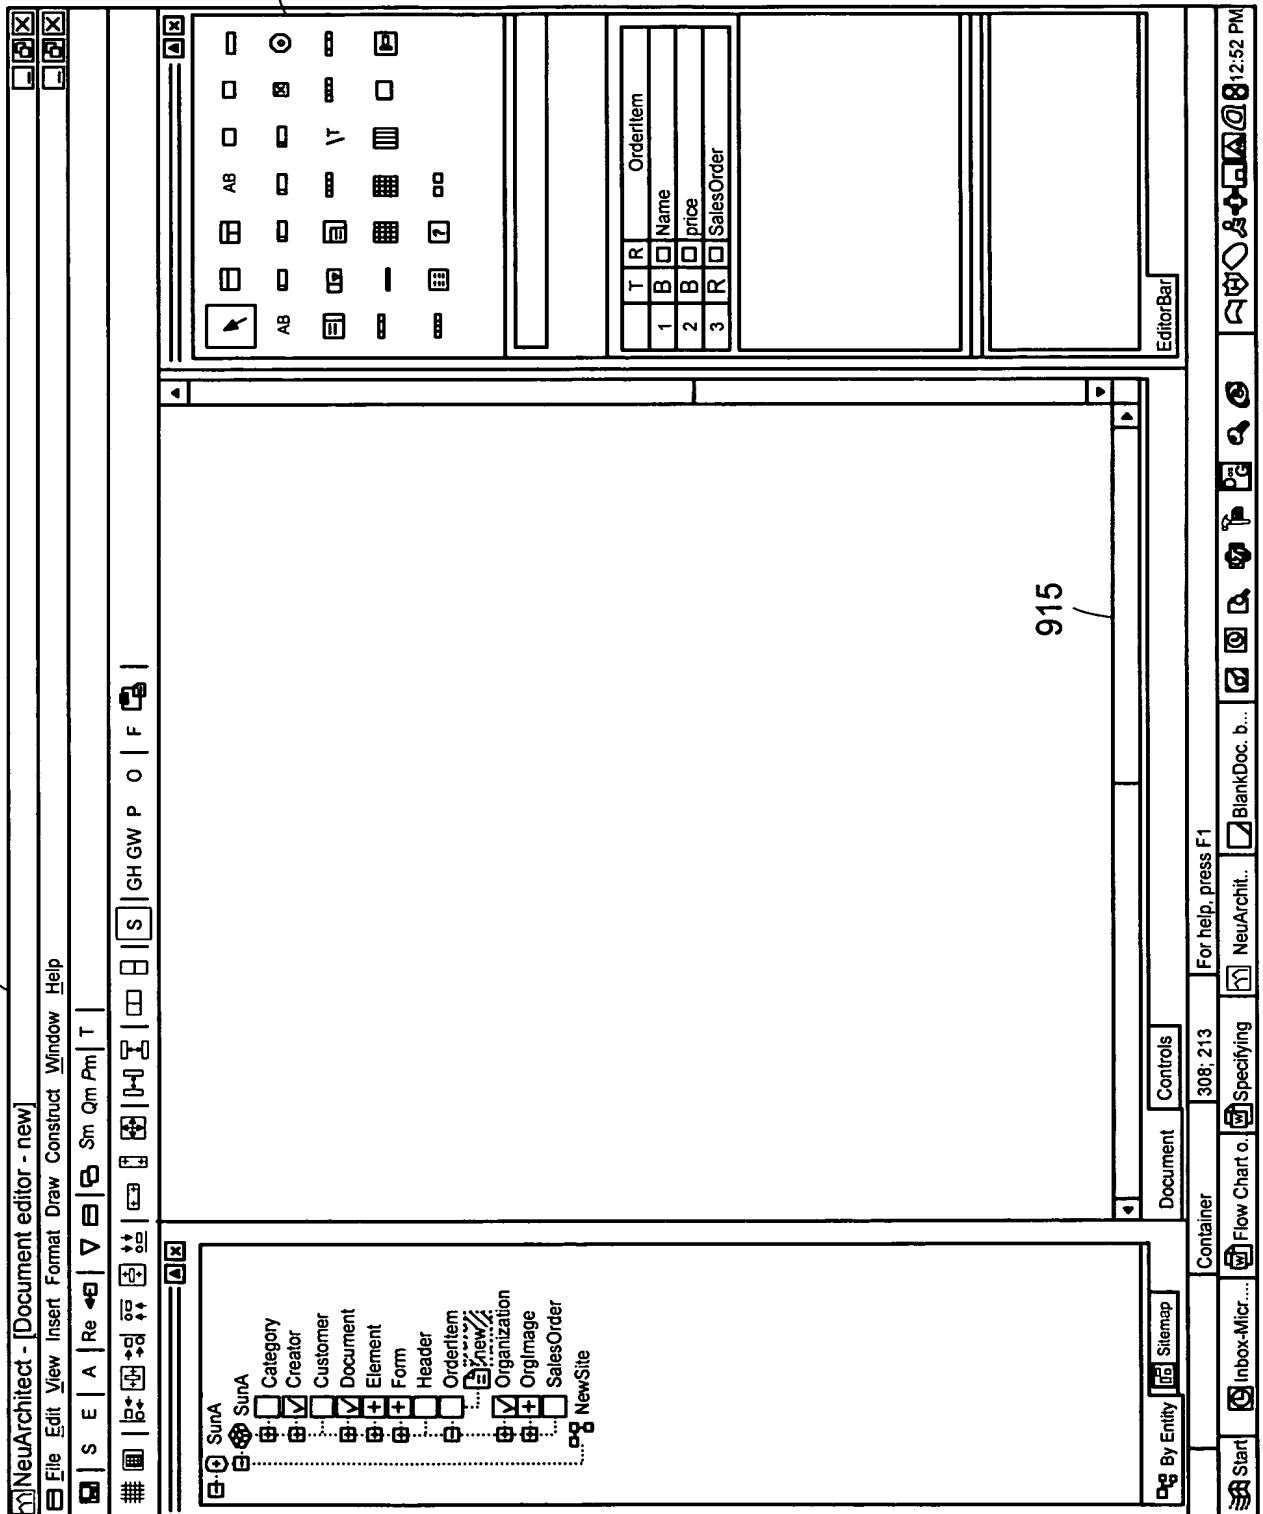 NeuArchitect - [Document editor - new]
File Edit View Insert Format Draw Construct Window Help
S E A Re Sm Qm Pm T
S GH GW P O F
SunA
SunA
Category
Creator
Customer
Document
Element
Form
Header
OrderItem
new
Organization
OrgImage
SalesOrder
NewSite
By Entity Sitemap
915
Document Controls
AB
AB
\T
?
T R OrderItem
1 B Name
2 B price
3 R SalesOrder
EditorBar
Container 308; 213 For help, press F1
Start Inbox-Micr.... Flow Chart o.. Specifying NeuArchit.. BlankDoc. b... 12:52 PM